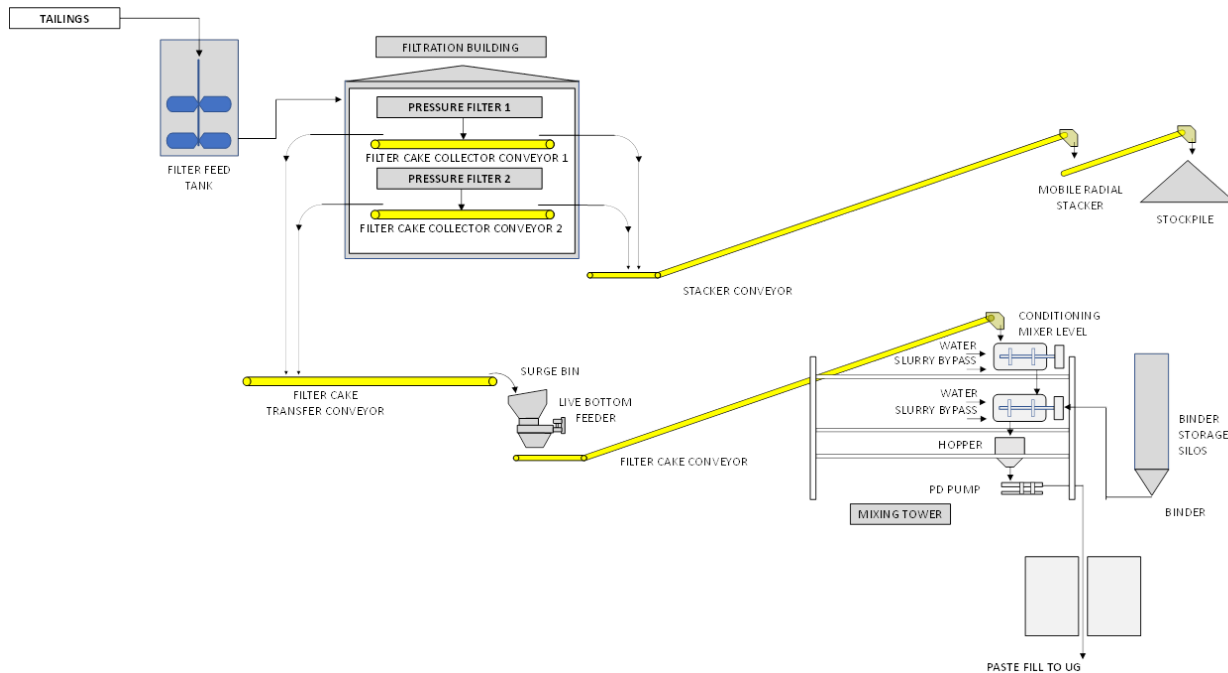 TAILINGS
FILTRATION BUILDING
PRESSURE FILTER 1
FILTER CAKE COLLECTOR CONVEYOR 1
FILTER FEED
TANK
PRESSURE FILTER 2
FILTER CAKE COLLECTOR CONVEYOR 2
MOBILE RADIAL
STACKER
STOCKPILE
STACKER CONVEYOR
CONDITIONING
MIXER LEVEL
WATER
SLURRY BYPASS
SURGE BIN
FILTER CAKE
TRANSFER CONVEYOR
LIVE BOTTOM
FEEDER
WATER
SLURRY BYPASS
BINDER
STORAGE
SILOS
HOPPER
FILTER CAKE CONVEYOR
PD PUMP
MIXING TOWER
BINDER
PASTE FILL TO UG